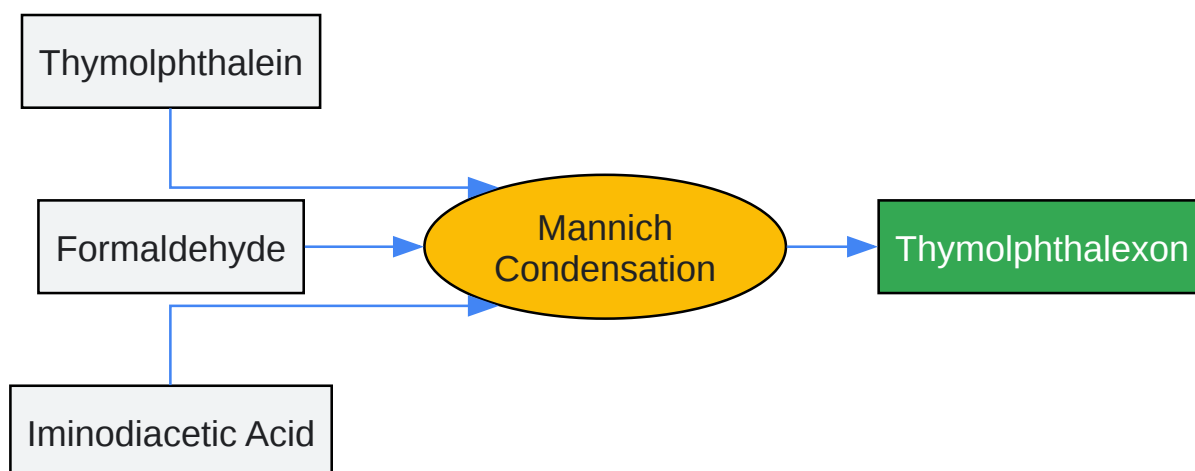 Thymolphthalein
Formaldehyde
Mannich
Condensation
Thymolphthalexon
Iminodiacetic Acid